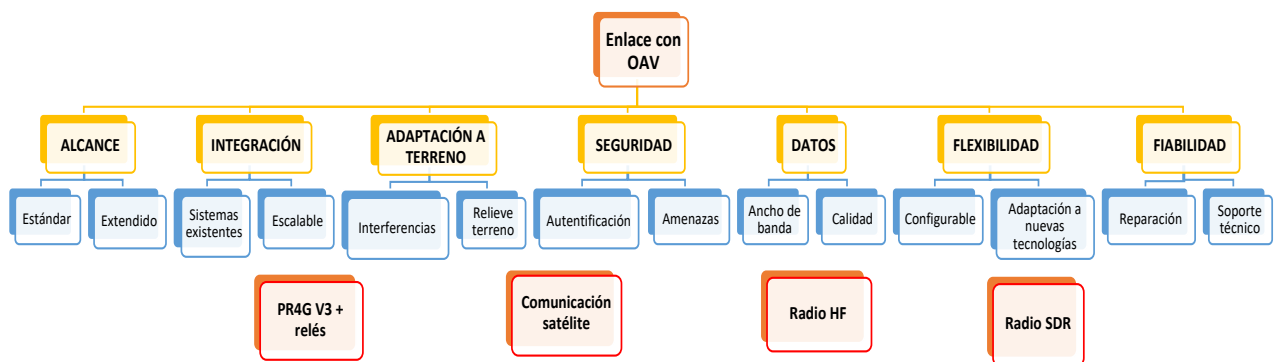 Enlace con
OAV
ALCANCE
INTEGRACIÓN
ADAPTACIÓN A
TERRENO
SEGURIDAD
DATOS
FLEXIBILIDAD
FIABILIDAD
Estándar
Extendido
Sistemas
existentes
Escalable
Interferencias
Relieve
terreno
Autentificación
Amenazas
Ancho de
banda
Calidad
Configurable
Adaptación a
nuevas
tecnologías
Reparación
Soporte
técnico
PR4G V3 +
relés
Comunicación
satélite
Radio HF
Radio SDR